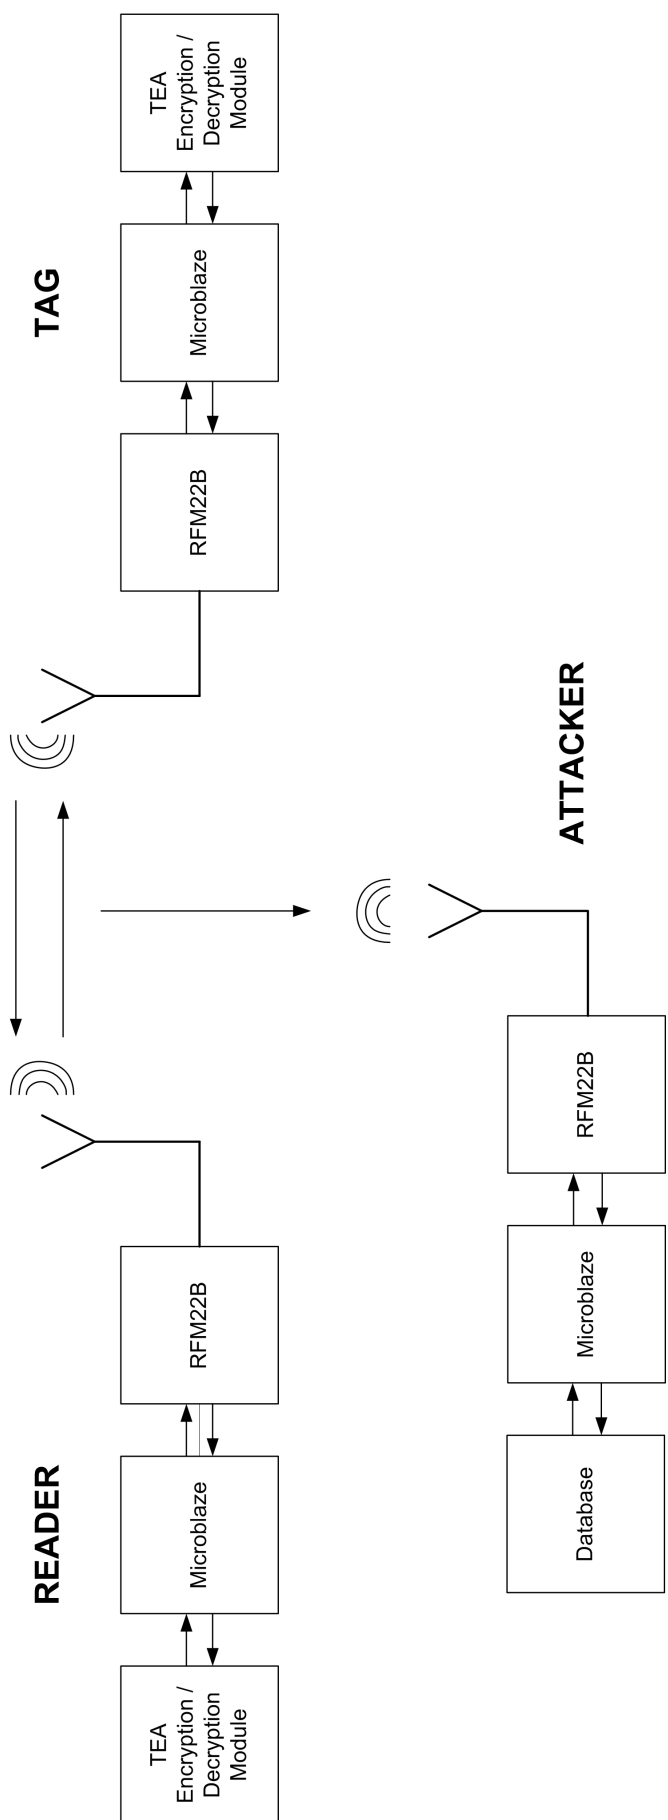 READER
TAG
TEA
Encryption /
Decryption
Module
Microblaze
RFM22B
RFM22B
Microblaze
TEA
Encryption /
Decryption
Module
ATTACKER
Database
Microblaze
RFM22B